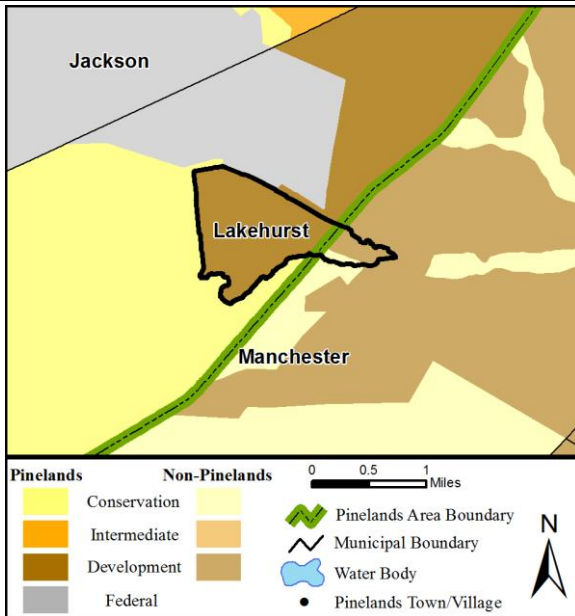 Jackson
Lakehurst
Manchester
Pinelands Non-Pinelands
Conservation
Intermediate
Development
Federal
0 0.5 1
Miles
Pinelands Area Boundary
Municipal Boundary
Water Body
Pinelands Town/Village
N